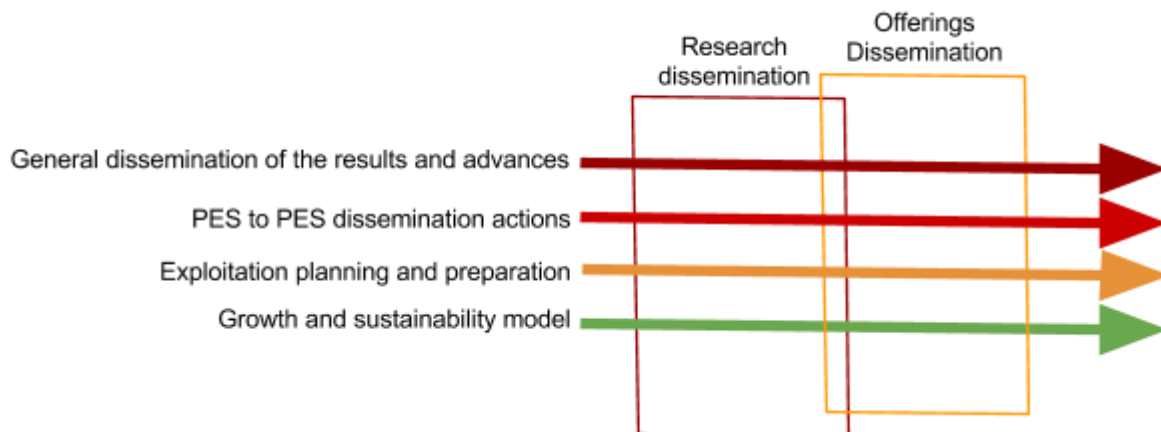 Research
dissemination
Offerings
Dissemination
General dissemination of the results and advances
PES to PES dissemination actions
Exploitation planning and preparation
Growth and sustainability model